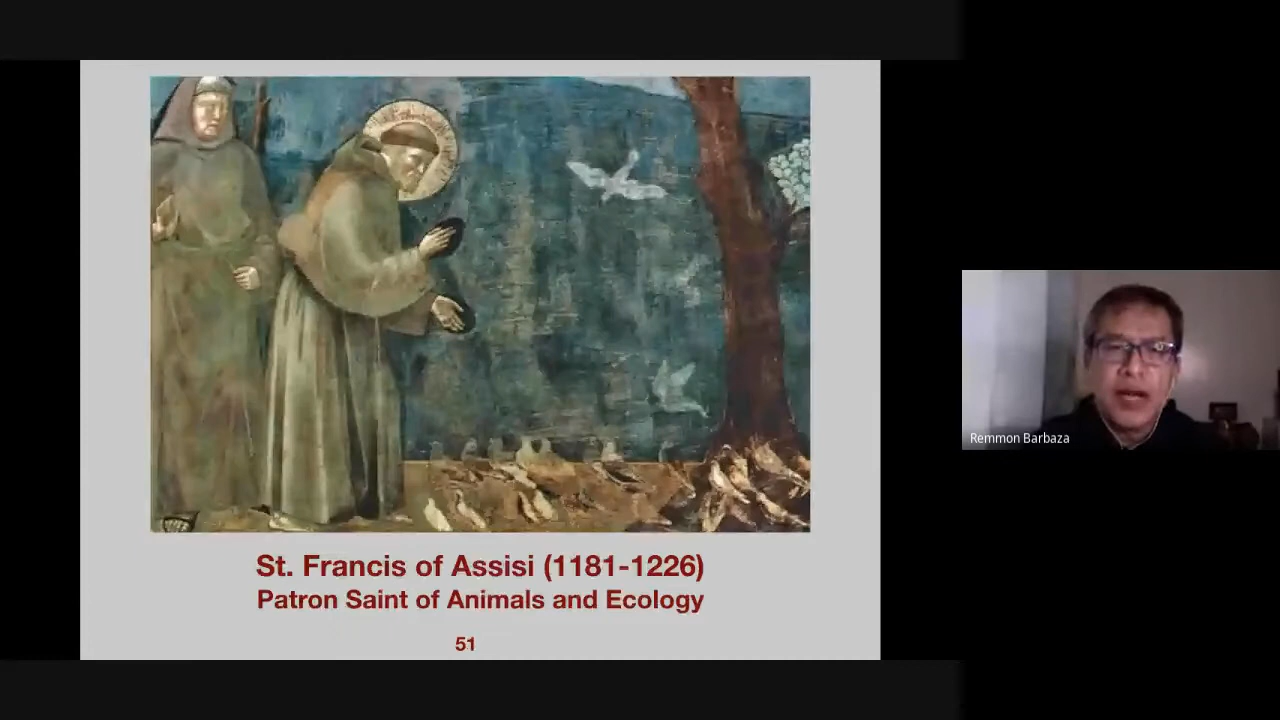 St. Francis of Assisi (1181-1226)
Patron Saint of Animals and Ecology
51
Remmon Barbaza